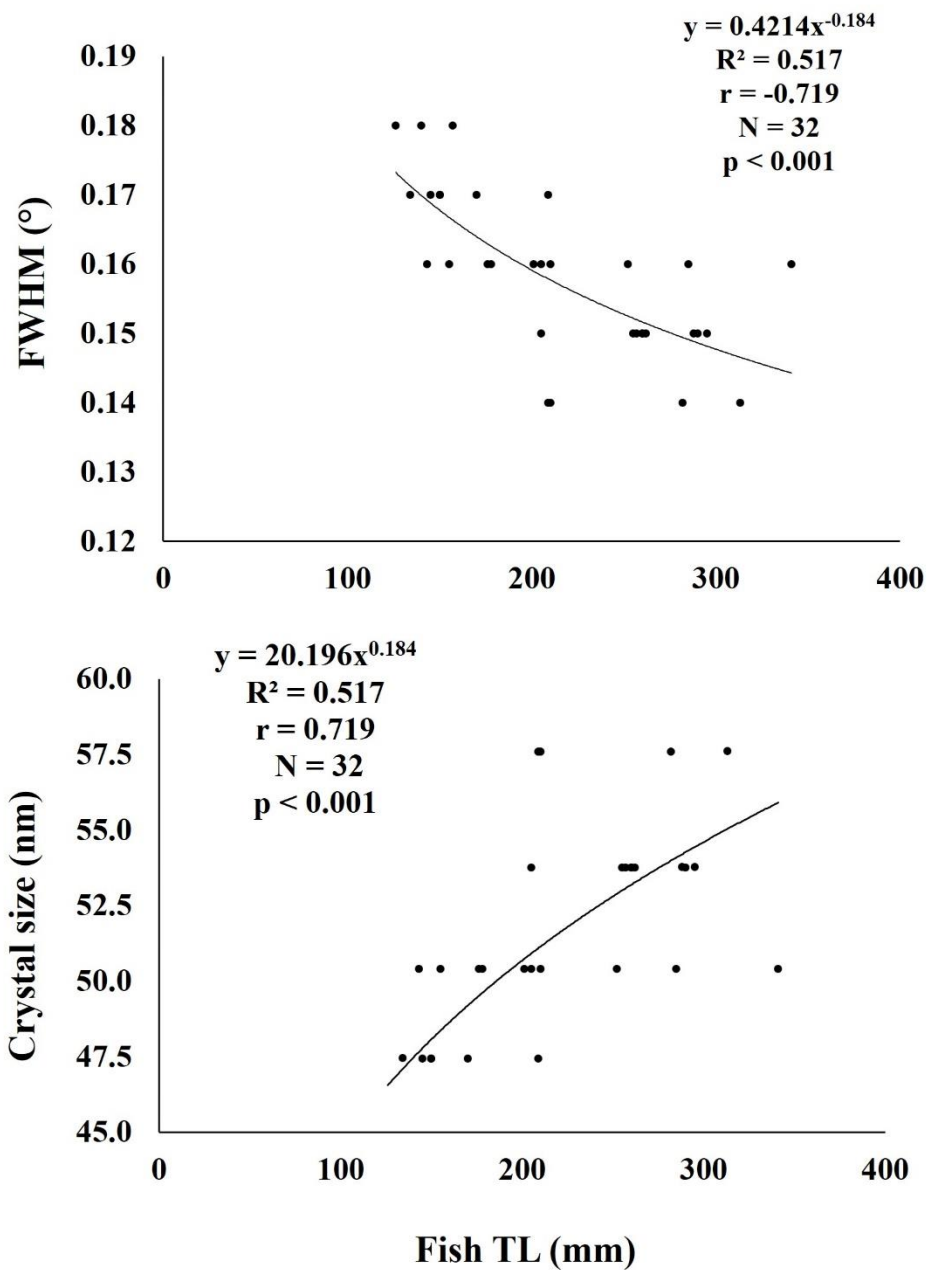 y = 0.4214x^-0.184
R² = 0.517
r = -0.719
N = 32
p < 0.001
0.19
0.18
0.17
0.16
0.15
0.14
0.13
0.12
FWHM (°)
0 100 200 300 400
y = 20.196x^0.184
R² = 0.517
r = 0.719
N = 32
p < 0.001
60.0
57.5
55.0
52.5
50.0
47.5
45.0
Crystal size (nm)
0 100 200 300 400
Fish TL (mm)